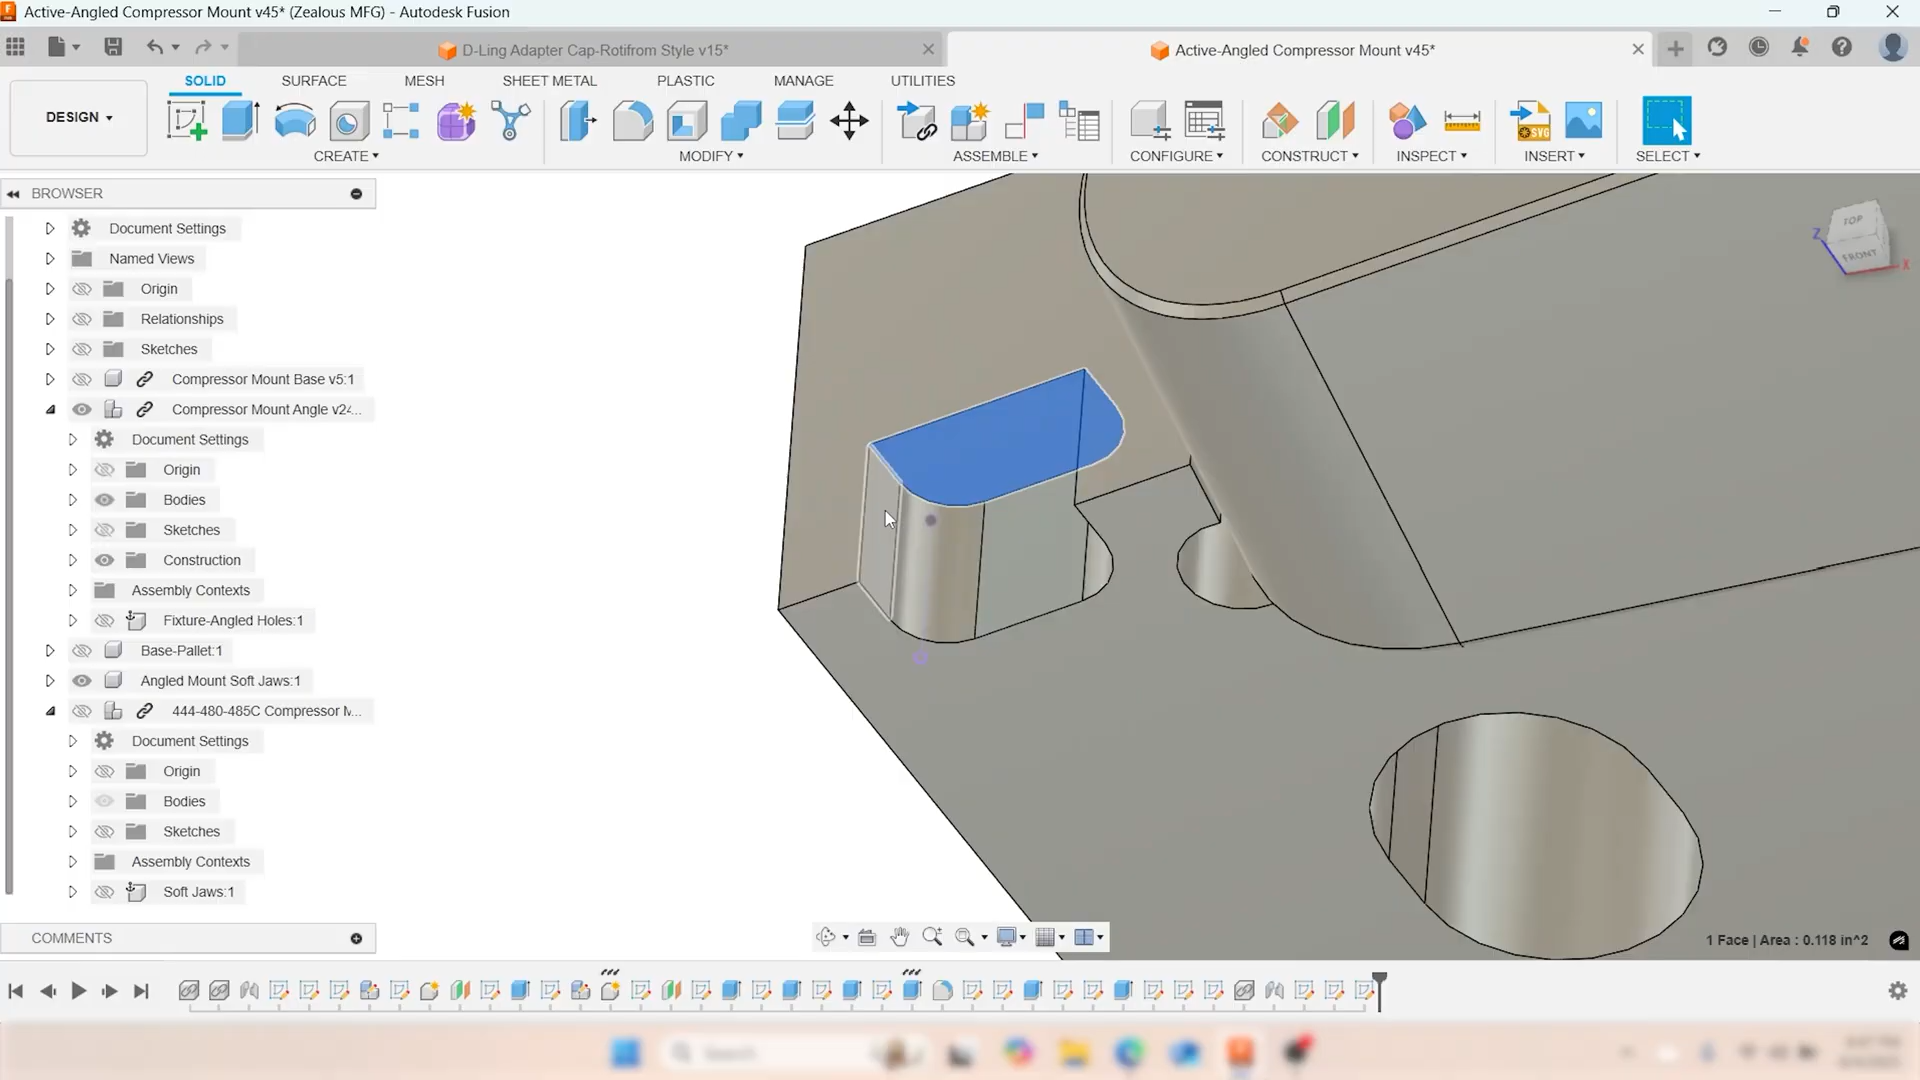 Active-Angled Compressor Mount v45* (Zealous MFG) - Autodesk Fusion
D-Ling Adapter Cap-Rotifrom Style v15*
Active-Angled Compressor Mount v45*
SOLID
SURFACE
MESH
SHEET METAL
PLASTIC
MANAGE
UTILITIES
DESIGN
CREATE
MODIFY
ASSEMBLE
CONFIGURE
CONSTRUCT
INSPECT
INSERT
SELECT
SVG
BROWSER
Document Settings
Named Views
Origin
Relationships
Sketches
Compressor Mount Base v5:1
Compressor Mount Angle v24...
Document Settings
Origin
Bodies
Sketches
Construction
Assembly Contexts
Fixture-Angled Holes:1
Base-Pallet:1
Angled Mount Soft Jaws:1
444-480-485C Compressor M...
Document Settings
Origin
Bodies
Sketches
Assembly Contexts
Soft Jaws:1
COMMENTS
TOP
FRONT
Z
X
1 Face | Area : 0.118 in^2
Search